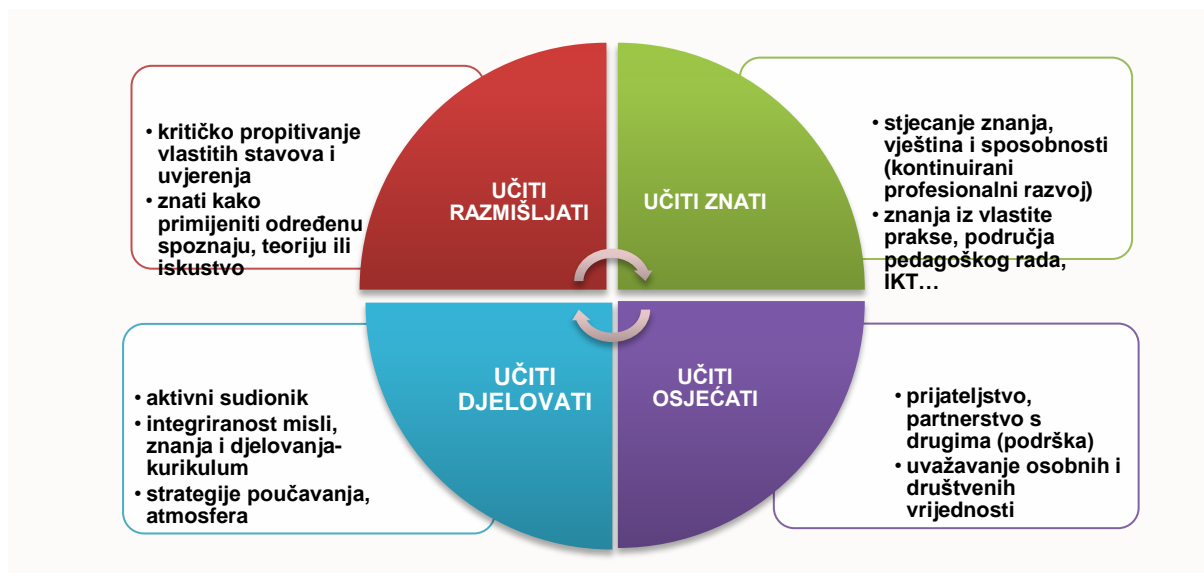 • kritičko propitivanje
vlastitih stavova i
uvjerenja
• znati kako
primijeniti određenu
spoznaju, teoriju ili
iskustvo
UČITI
RAZMIŠLJATI
UČITI ZNATI
• stjecanje znanja,
vještina i sposobnosti
(kontinuirani
profesionalni razvoj)
• znanja iz vlastite
prakse, područja
pedagoškog rada,
IKT…
• aktivni sudionik
• integriranost misli,
znanja i djelovanja-
kurikulum
• strategije poučavanja,
atmosfera
UČITI
DJELOVATI
UČITI
OSJEĆATI
• prijateljstvo,
partnerstvo s
drugima (podrška)
• uvažavanje osobnih i
društvenih
vrijednosti